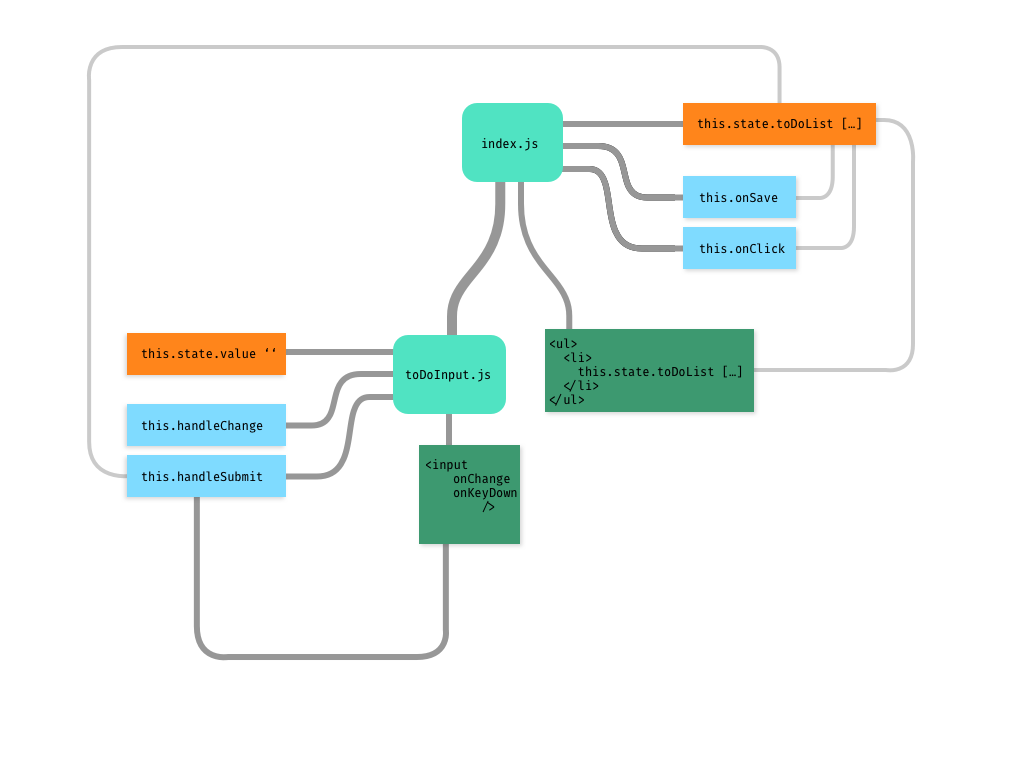 index.js
this.state.toDoList […]
this.onSave
this.onClick
this.state.value ‘‘
this.handleChange
this.handleSubmit
toDoInput.js
<ul>
<li>
this.state.toDoList […]
</li>
</ul>
<input
onChange
onKeyDown
/>